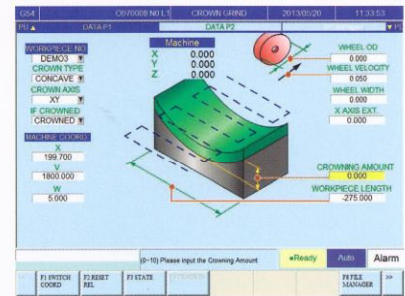 GS4 O970008 N0 L1 CROWN GRIND 2013/05/20 11:33:53
PU▲ DATA P1 DATA P2 ▼P
WORKPIECE NO
DEMO3
CROWN TYPE
CONCAVE
CROWN AXIS
XY
IF CROWNED
CROWNED
MACHINE COORD.
X
199.700
V
1800.000
W
5.000
Machine
X 0.000
Y 0.000
Z 0.000
WHEEL OD
0.000
WHEEL VELOCITY
0.050
WHEEL WIDTH
0.000
X AXIS EXT.
0.000
CROWNING AMOUNT
0.000
WORKPIECE LENGTH
-275.000
(0~10) Please input the Crowning Amount
●Ready Auto Alarm
F1 SWITCH COORD
F2 RESET REL
F3 STATE
F8 FILE MANAGER
>>